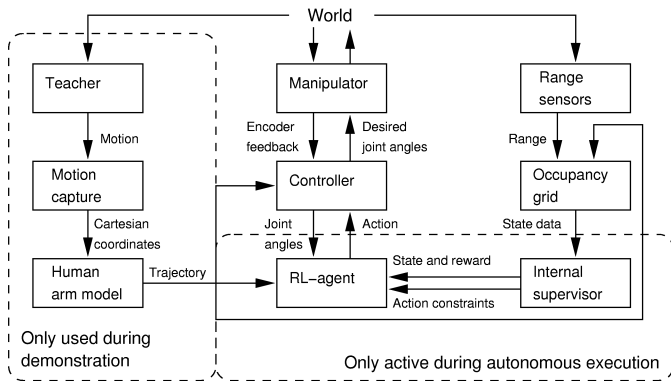 World
Teacher
Manipulator
Range
sensors
Motion
Encoder
feedback
Desired
joint angles
Range
Motion
capture
Controller
Occupancy
grid
Cartesian
coordinates
Joint
angles
Action
State data
Human
arm model
Trajectory
RL−agent
State and reward
Action constraints
Internal
supervisor
Only used during
demonstration
Only active during autonomous execution